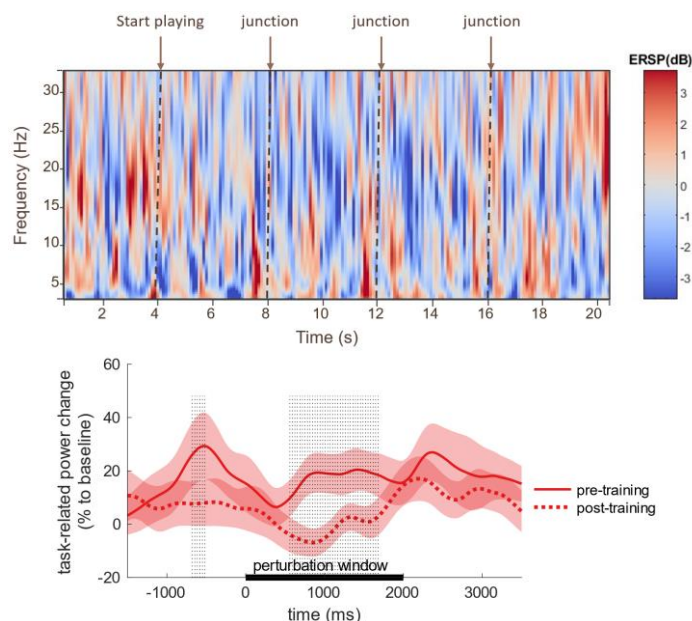 Start playing junction junction junction
ERSP(dB)
30
25
20
15
10
5
Frequency (Hz)
3
2
1
0
-1
-2
-3
2 4 6 8 10 12 14 16 18 20
Time (s)
60
40
20
0
-20
task-related power change
(% to baseline)
pre-training
post-training
perturbation window
-1000 0 1000 2000 3000
time (ms)